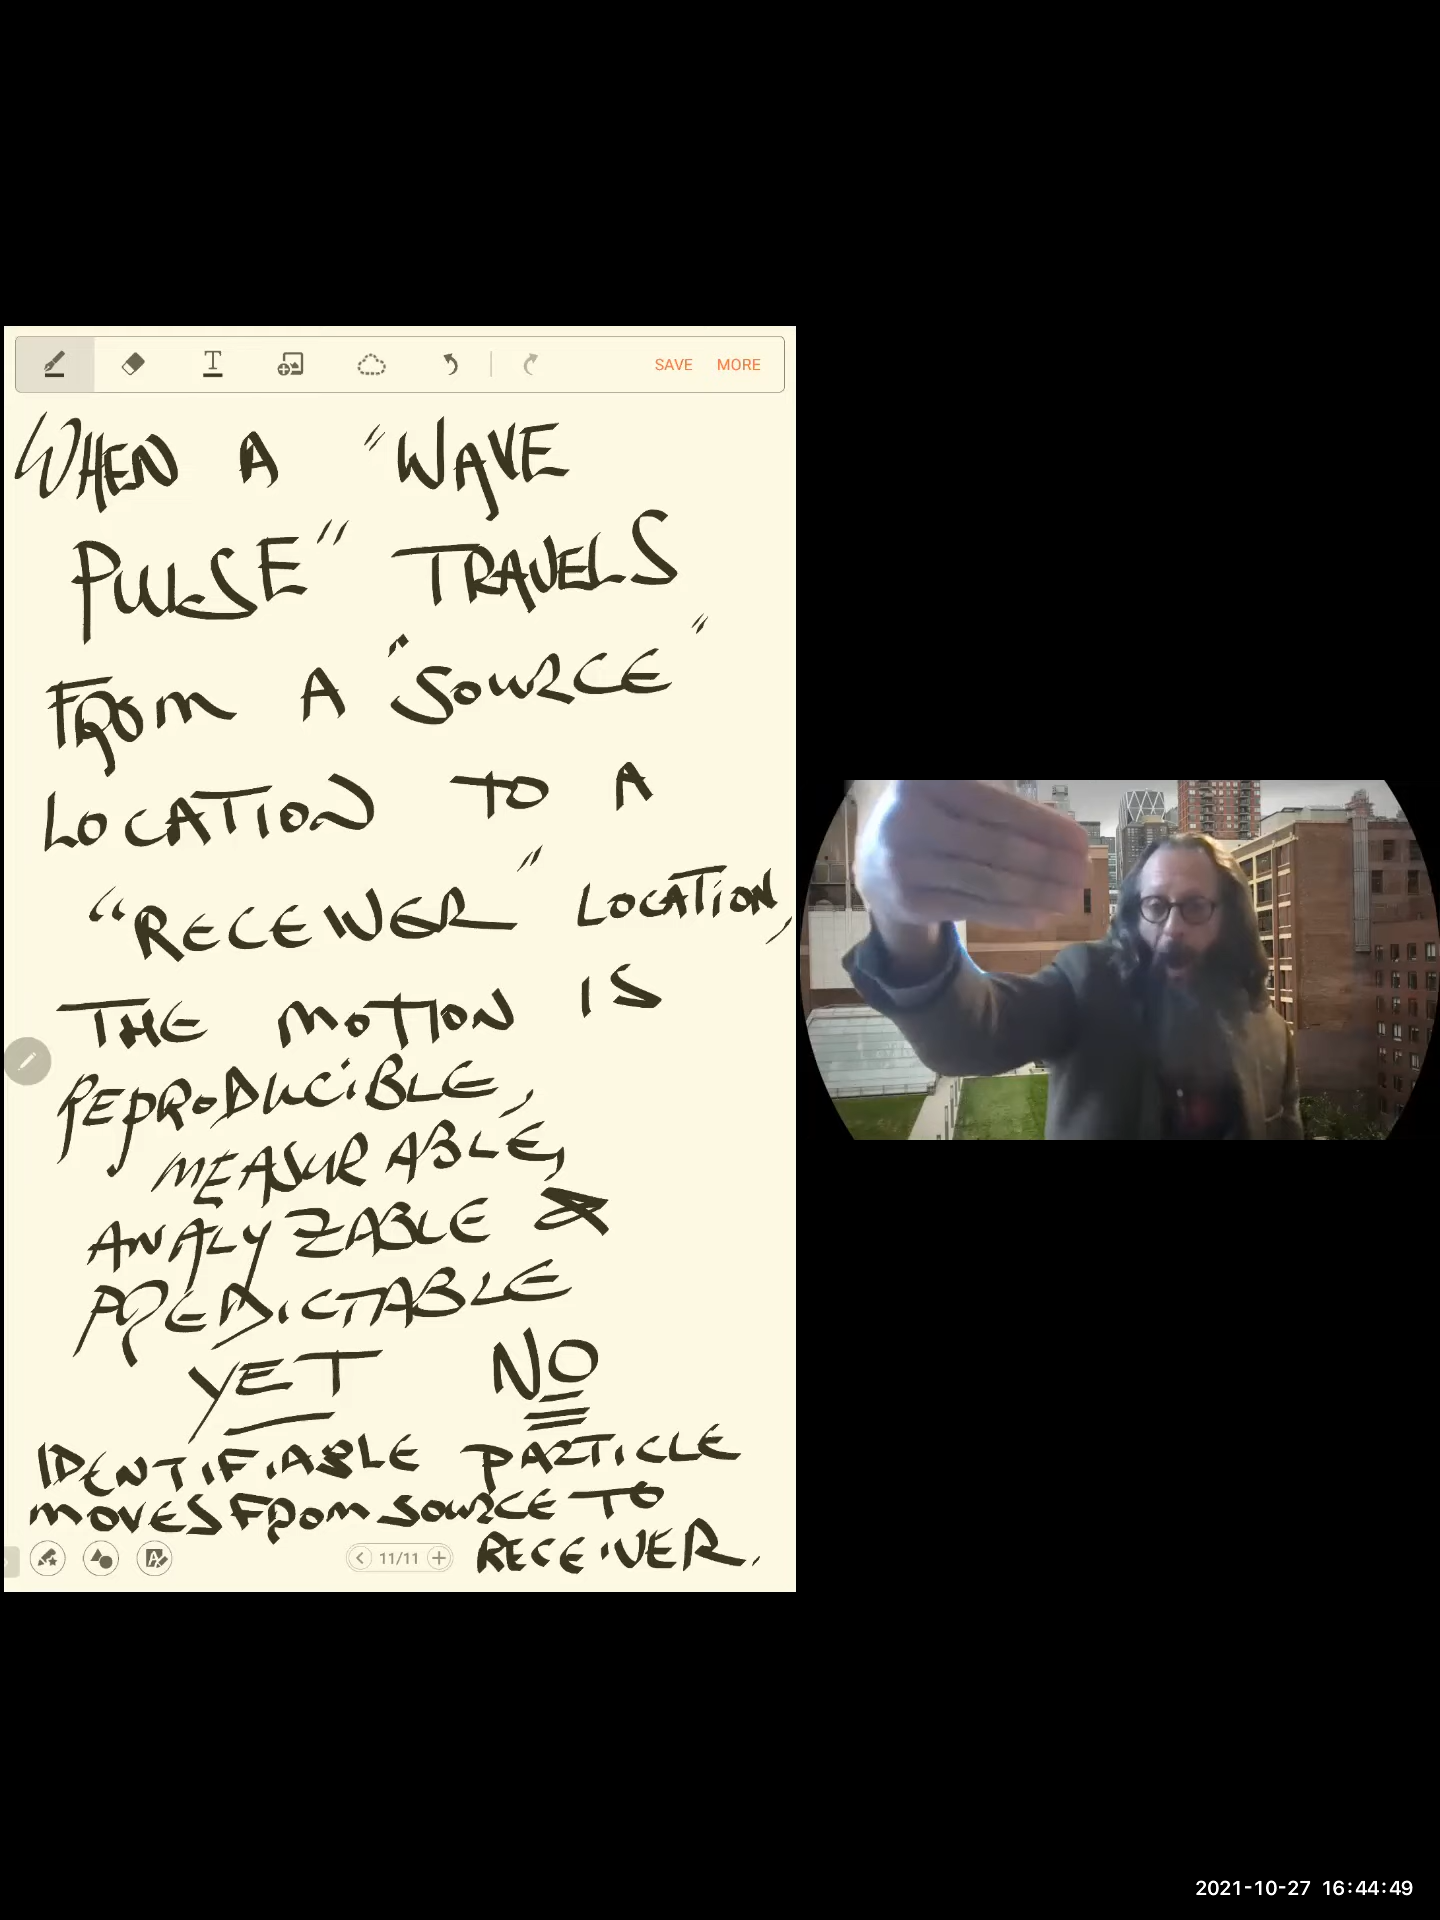 T
SAVE MORE
WHEN A "WAVE
PULSE" TRAVELS
FROM A "SOURCE"
LOCATION TO A
"RECEIVER" LOCATION,
THE MOTION IS
REPRODUCIBLE,
MEASURABLE,
ANALYZABLE &
PREDICTABLE
YET NO
IDENTIFIABLE PARTICLE
MOVES FROM SOURCE TO
RECEIVER.
11/11
2021-10-27 16:44:49